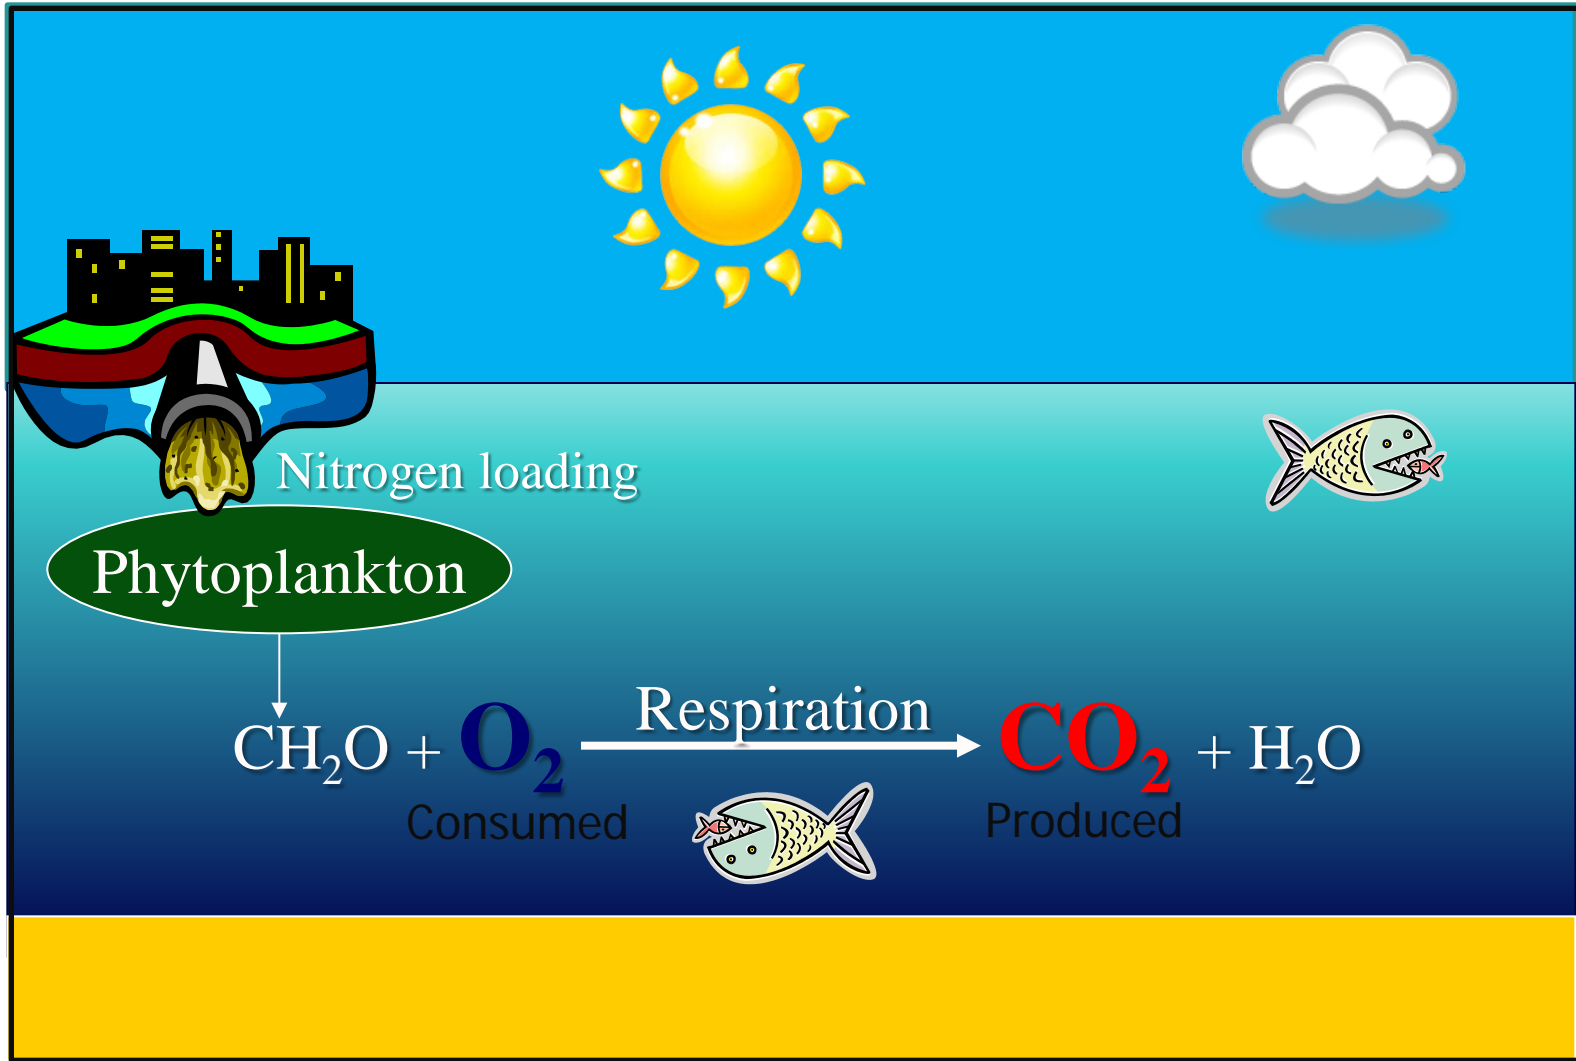 Nitrogen loading
Phytoplankton
Respiration
CH₂O + O₂ CO₂ + H₂O
Consumed Produced